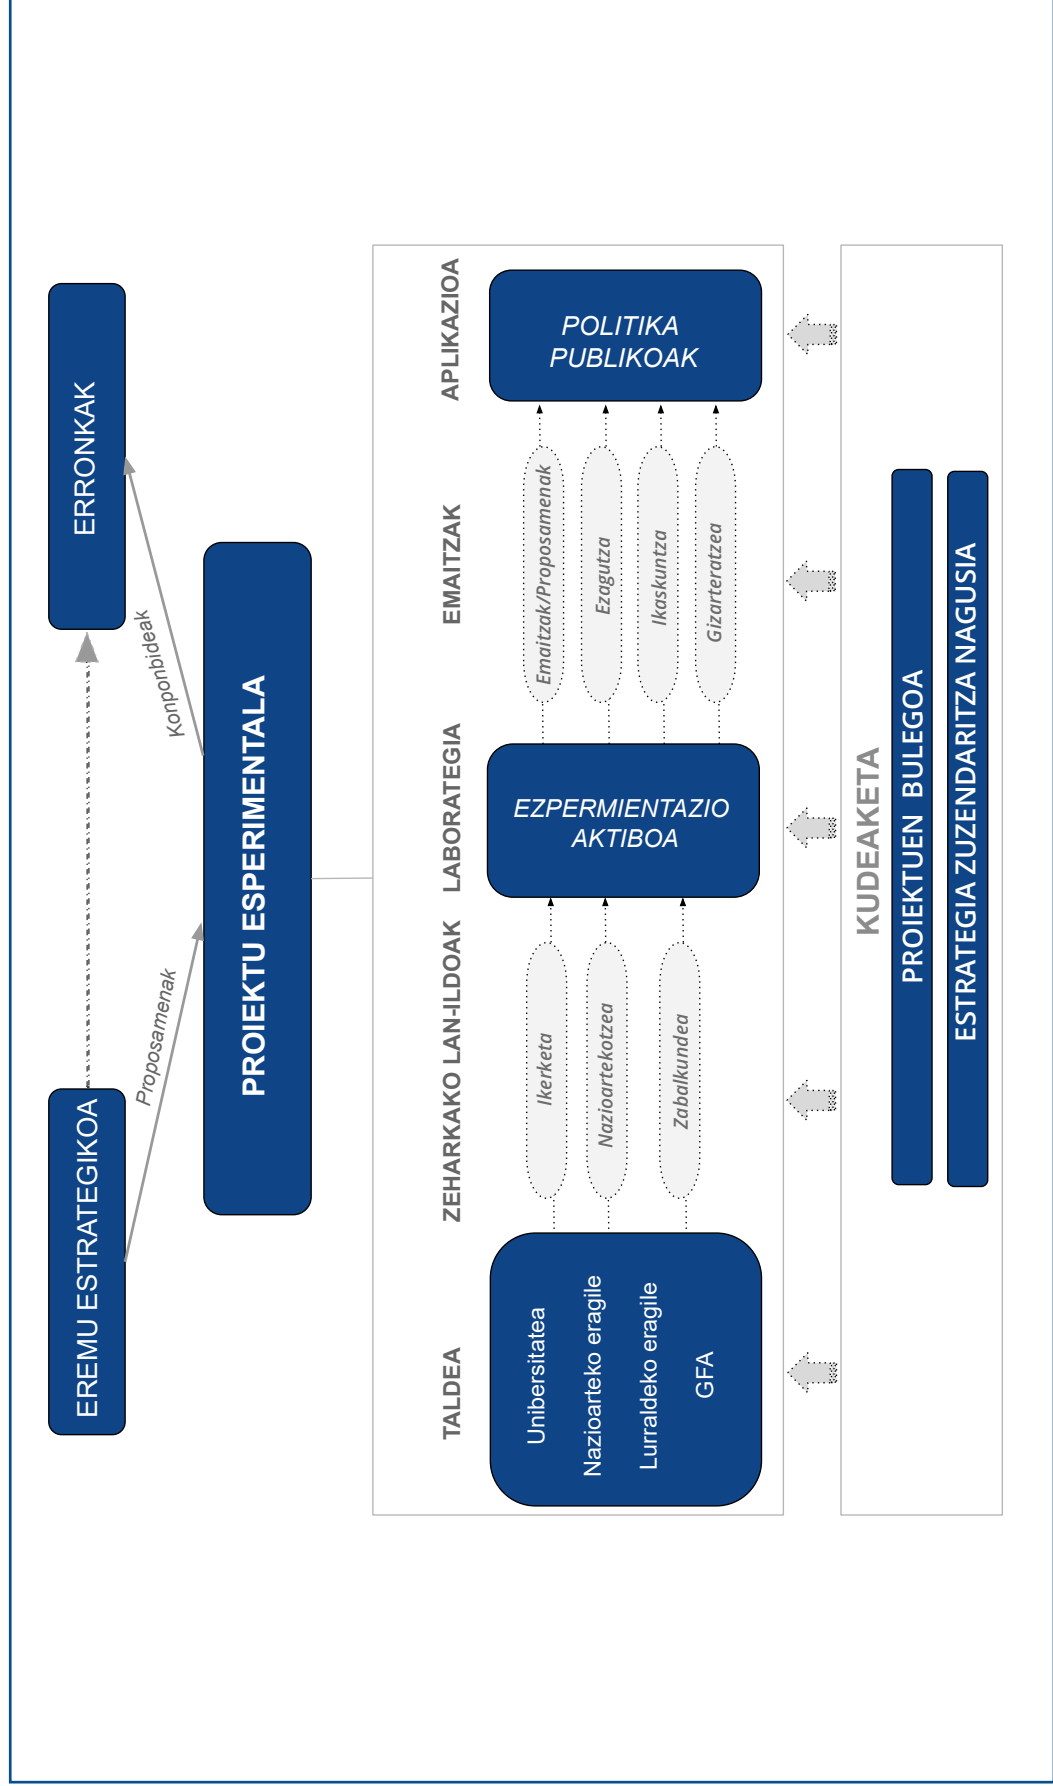 EREMU ESTRATEGIKOA
ERRONKAK
Proposamenak
Konponbideak
PROIEKTU ESPERIMENTALA
TALDEA
ZEHARKAKO LAN-ILDOAK
LABORATEGIA
EMAITZAK
APLIKAZIOA
Unibersitatea
Nazioarteko eragile
Lurraldeko eragile
GFA
Ikerketa
Nazioartekotzea
Zabalkundea
EZPERMIENTAZIO
AKTIBOA
Emaitzak/Proposamenak
Ezagutza
Ikaskuntza
Gizarteratzea
POLITIKA
PUBLIKOAK
KUDEAKETA
PROIEKTUEN BULEGOA
ESTRATEGIA ZUZENDARITZA NAGUSIA